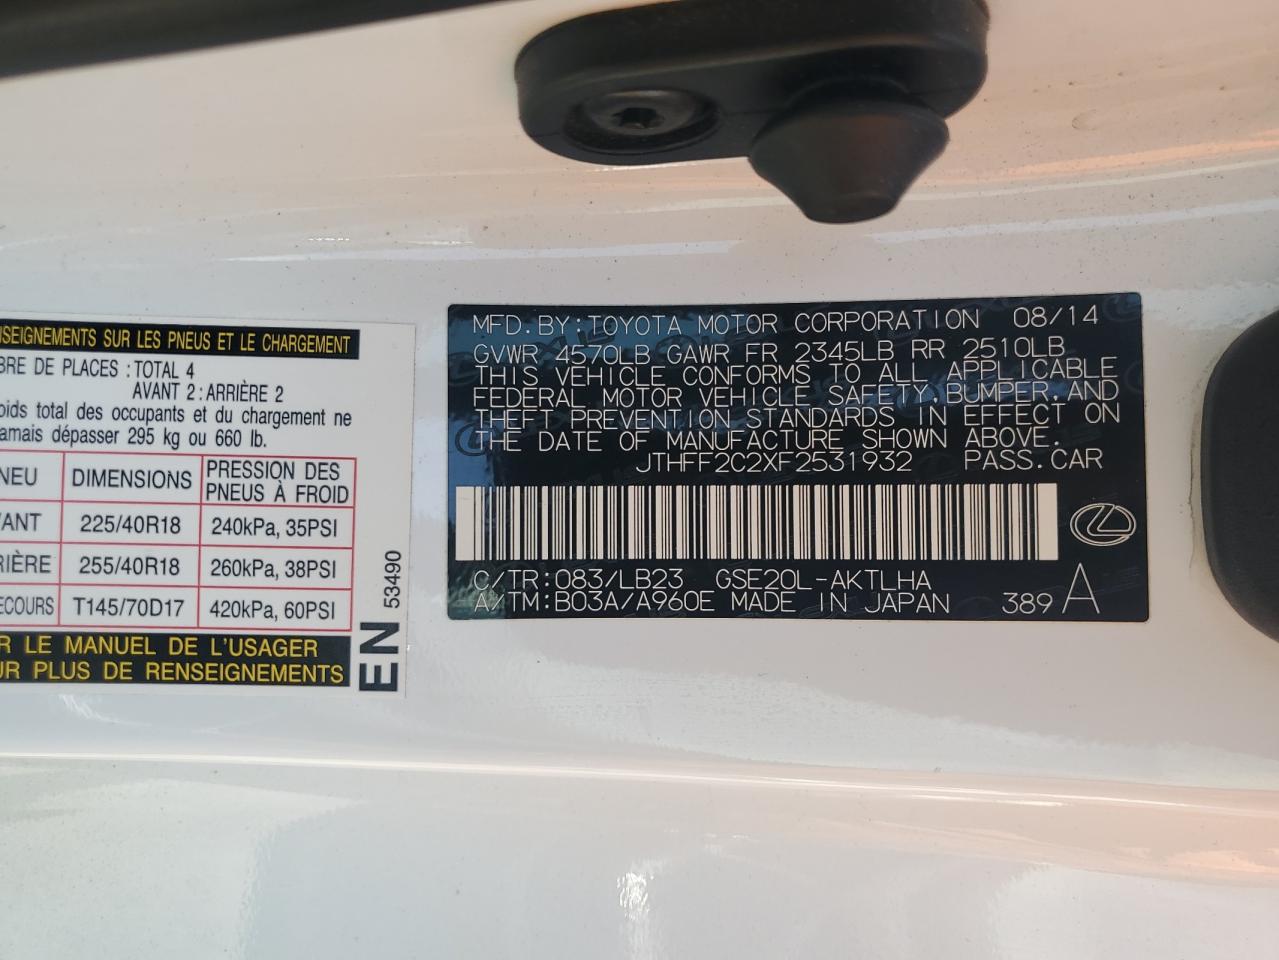 NSEIGNEMENTS SUR LES PNEUS ET LE CHARGEMENT
BRE DE PLACES : TOTAL 4
AVANT 2 : ARRIÈRE 2
oids total des occupants et du chargement ne
amais dépasser 295 kg ou 660 lb.
NEU DIMENSIONS PRESSION DES PNEUS À FROID
VANT 225/40R18 240kPa, 35PSI
RIÈRE 255/40R18 260kPa, 38PSI
ECOURS T145/70D17 420kPa, 60PSI
R LE MANUEL DE L'USAGER
UR PLUS DE RENSEIGNEMENTS
EN 53490
MFD.BY:TOYOTA MOTOR CORPORATION 08/14
GVWR 4570LB GAWR FR 2345LB RR 2510LB
THIS VEHICLE CONFORMS TO ALL APPLICABLE
FEDERAL MOTOR VEHICLE SAFETY,BUMPER,AND
THEFT PREVENTION STANDARDS IN EFFECT ON
THE DATE OF MANUFACTURE SHOWN ABOVE.
JTHFF2C2XF2531932 PASS.CAR
C/TR:083/LB23 GSE20L-AKTLHA
A/TM:B03A/A960E MADE IN JAPAN 389 A